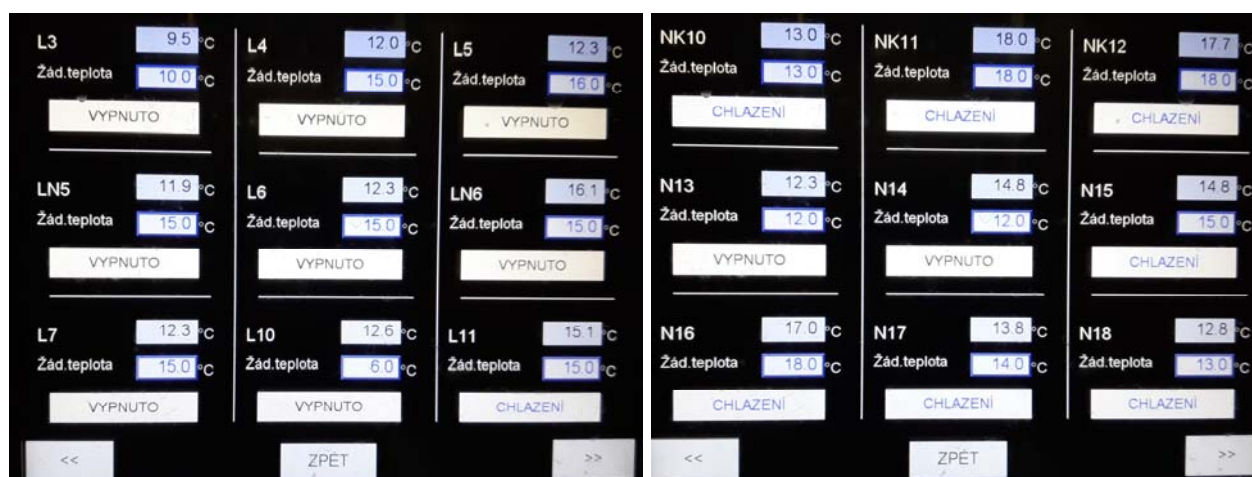 L3 9.5 °C L4 12.0 °C L5 12.3 °C
Žád.teplota 10.0 °C Žád.teplota 15.0 °C Žád.teplota 16.0 °C
VYPNUTO VYPNUTO VYPNUTO
LN5 11.9 °C L6 12.3 °C LN6 16.1 °C
Žád.teplota 15.0 °C Žád.teplota 15.0 °C Žád.teplota 15.0 °C
VYPNUTO VYPNUTO VYPNUTO
L7 12.3 °C L10 12.6 °C L11 15.1 °C
Žád.teplota 15.0 °C Žád.teplota 6.0 °C Žád.teplota 15.0 °C
VYPNUTO VYPNUTO CHLAZENÍ
<< ZPĚT >>
NK10 13.0 °C NK11 18.0 °C NK12 17.7 °C
Žád.teplota 13.0 °C Žád.teplota 18.0 °C Žád.teplota 18.0 °C
CHLAZENÍ CHLAZENÍ CHLAZENÍ
N13 12.3 °C N14 14.8 °C N15 14.8 °C
Žád.teplota 12.0 °C Žád.teplota 12.0 °C Žád.teplota 15.0 °C
VYPNUTO VYPNUTO CHLAZENÍ
N16 17.0 °C N17 13.8 °C N18 12.8 °C
Žád.teplota 18.0 °C Žád.teplota 14.0 °C Žád.teplota 13.0 °C
CHLAZENÍ CHLAZENÍ CHLAZENÍ
<< ZPĚT >>